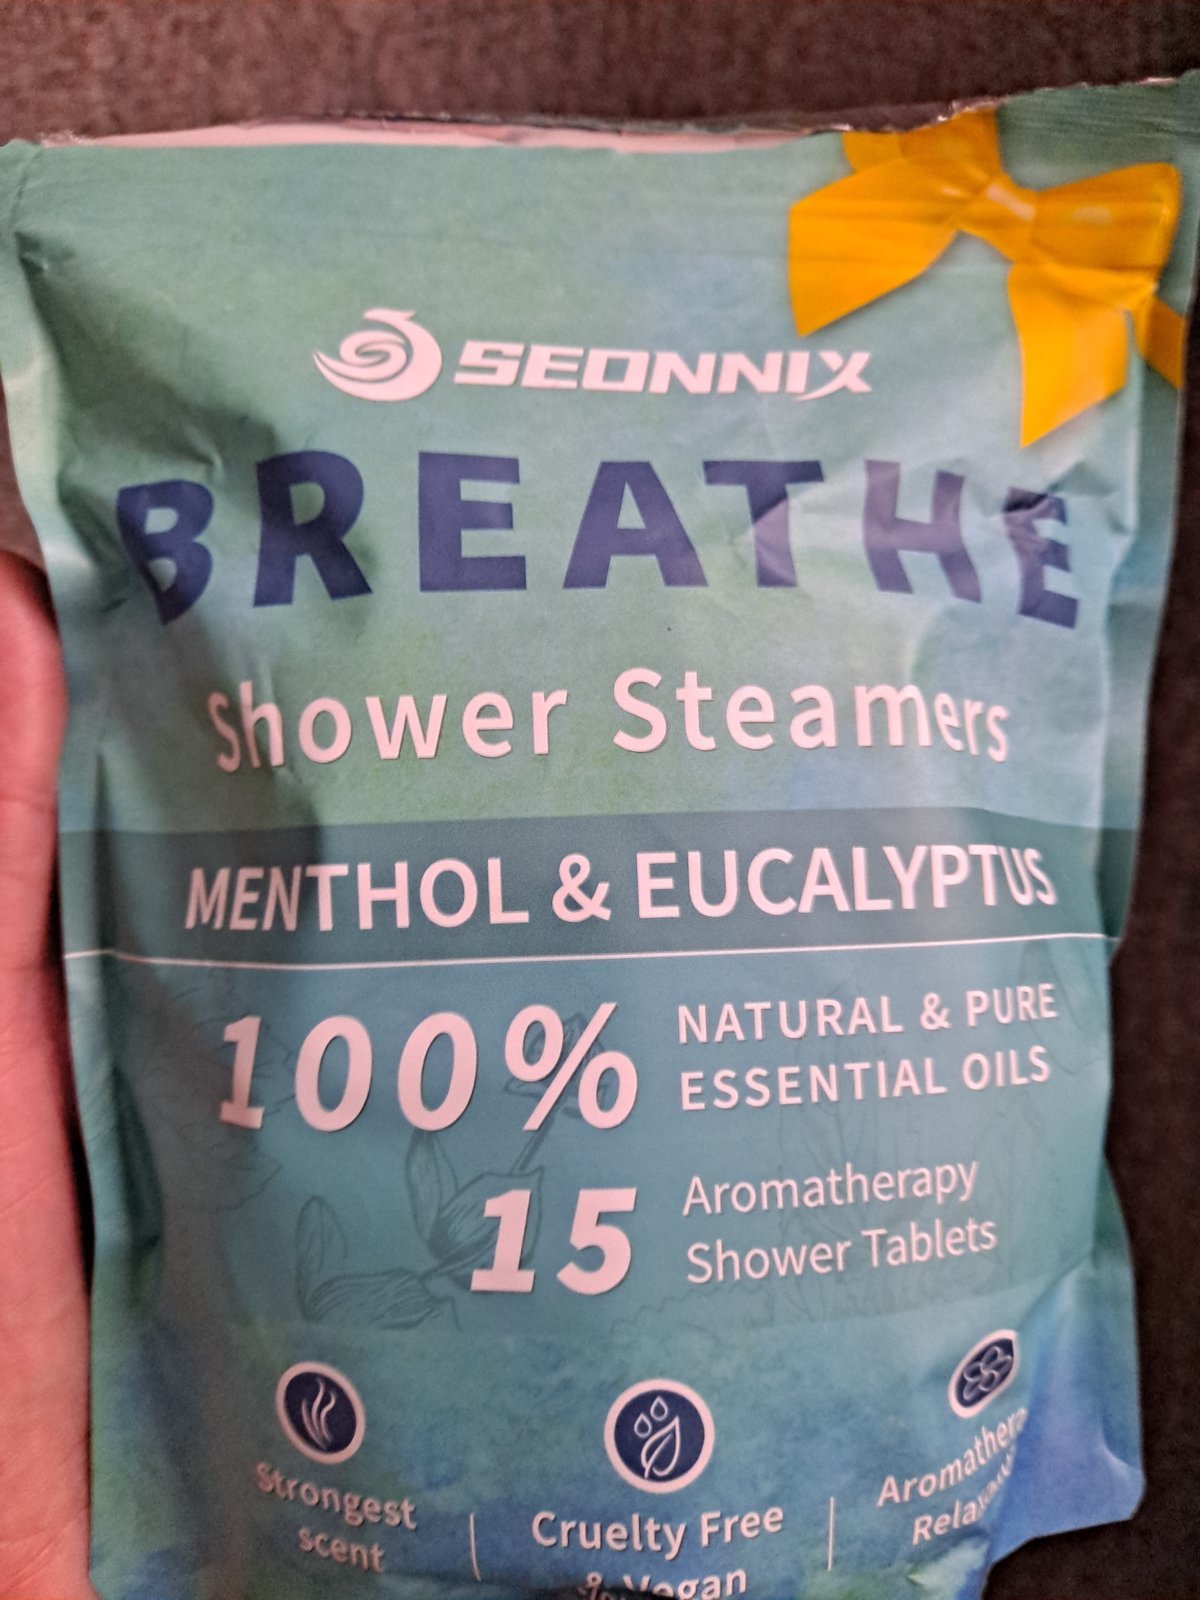 SEONNIX
BREATHE
Shower Steamers
MENTHOL & EUCALYPTUS
100%
NATURAL & PURE
ESSENTIAL OILS
15
Aromatherapy
Shower Tablets
Strongest
scent
Cruelty Free
& Vegan